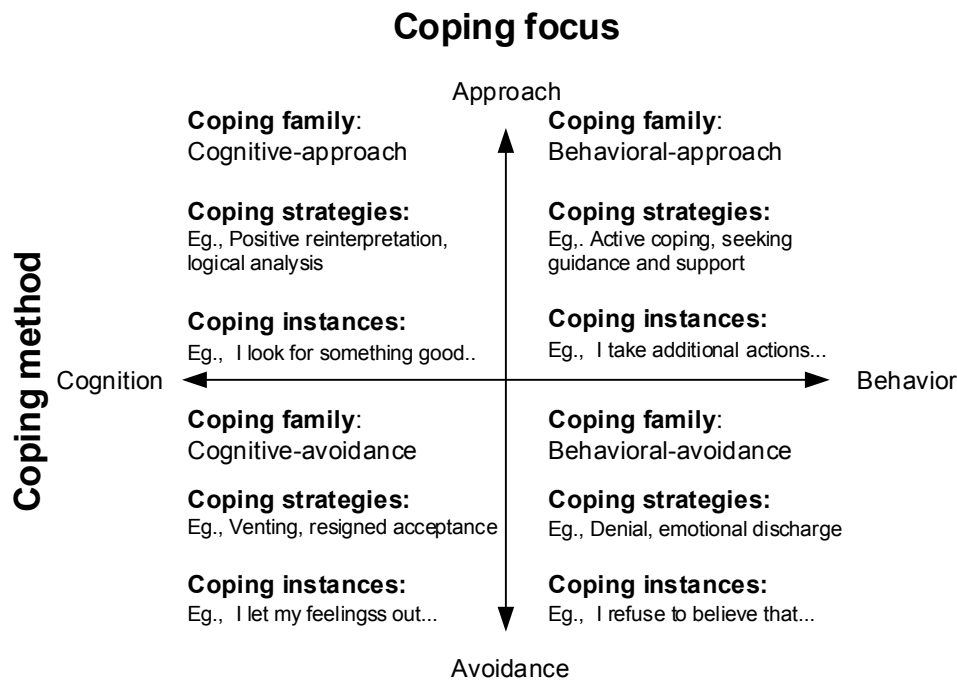 Coping focus
Approach
Coping family:
Cognitive-approach
Coping strategies:
Eg., Positive reinterpretation,
logical analysis
Coping instances:
Eg., I look for something good..
Coping family:
Behavioral-approach
Coping strategies:
Eg,. Active coping, seeking
guidance and support
Coping instances:
Eg., I take additional actions...
Coping method
Cognition
Behavior
Coping family:
Cognitive-avoidance
Coping strategies:
Eg., Venting, resigned acceptance
Coping instances:
Eg., I let my feelingss out...
Coping family:
Behavioral-avoidance
Coping strategies:
Eg., Denial, emotional discharge
Coping instances:
Eg., I refuse to believe that...
Avoidance